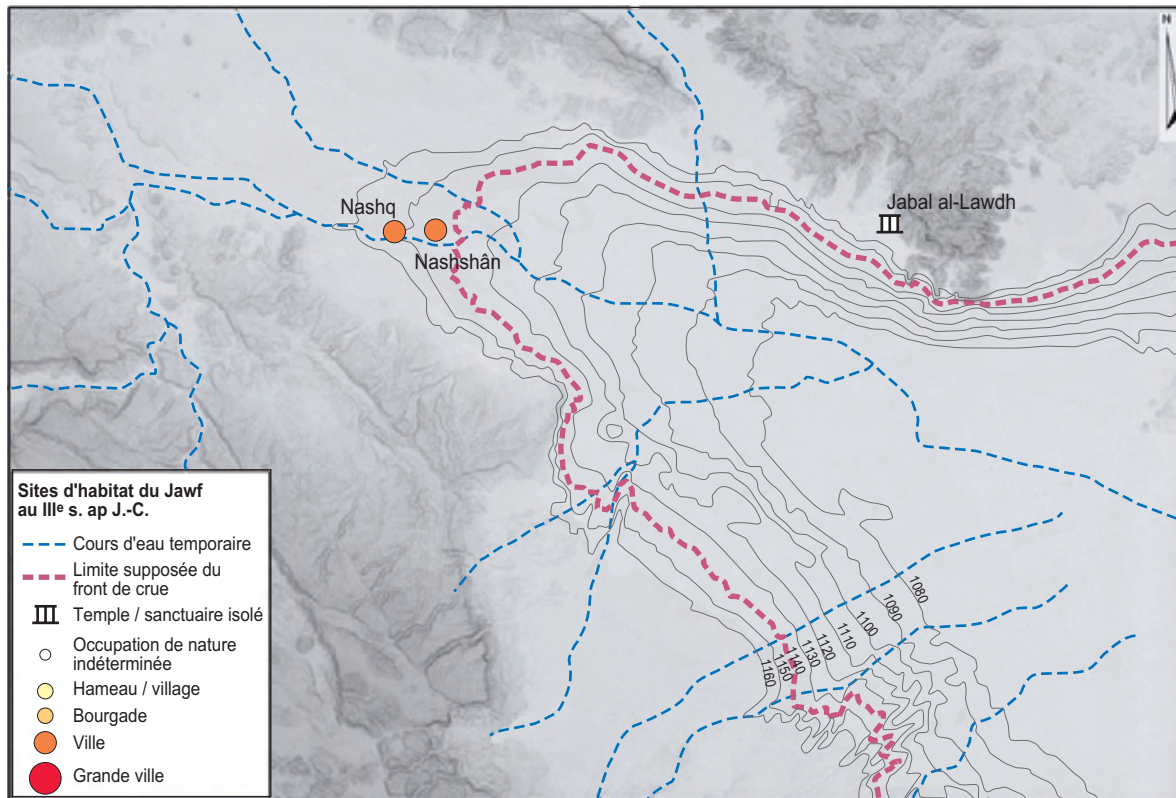 N
Jabal al-Lawdh
Nashq
Nashshân
1080
1090
1100
1110
1120
1130
1140
1150
1160
Sites d'habitat du Jawf
au IIIe s. ap J.-C.
Cours d'eau temporaire
Limite supposée du
front de crue
Temple / sanctuaire isolé
Occupation de nature
indéterminée
Hameau / village
Bourgade
Ville
Grande ville